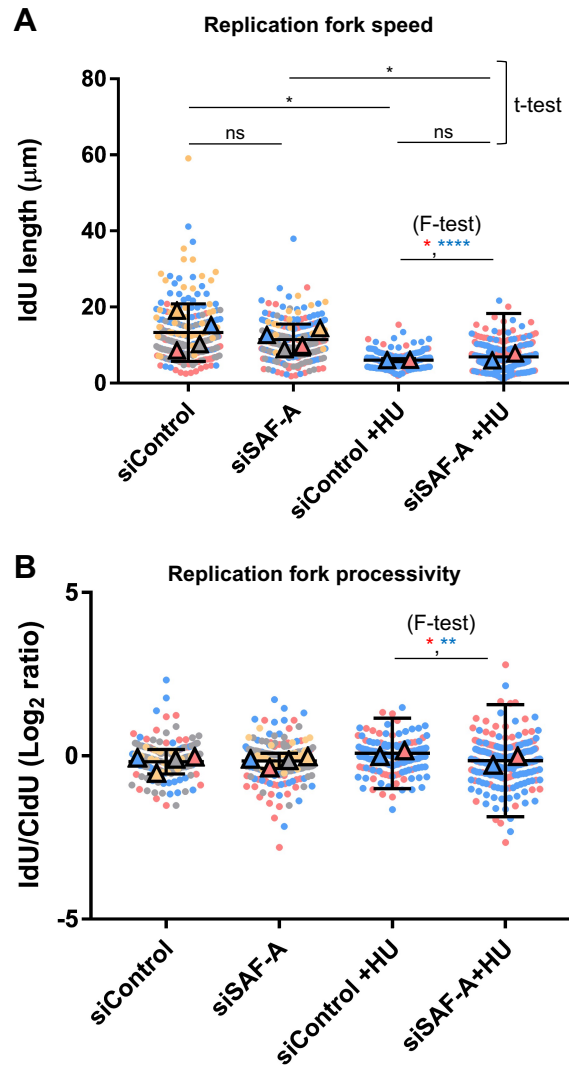 A
Replication fork speed
IdU length (μm)
80
60
40
20
0
*
*
ns
ns
t-test
(F-test)
*, ****
siControl
siSAF-A
siControl +HU
siSAF-A +HU
B
Replication fork processivity
IdU/CldU (Log2 ratio)
5
0
-5
(F-test)
*, **
siControl
siSAF-A
siControl +HU
siSAF-A+HU